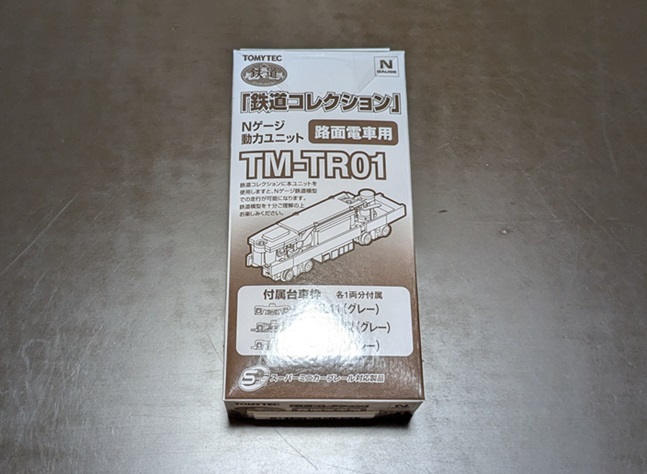 TOMYTEC
鉄道
N
GAUGE
「鉄道コレクション」
Nゲージ
動力ユニット
路面電車用
TM-TR01
鉄道コレクションに本ユニットを
使用しますと、Nゲージ鉄道模型
での走行が可能になります。
鉄道模型を十分ご理解の上
お楽しみください。
付属台車枠 各1両分付属
(グレー)
(グレー)
レー)
スーパーミニカーブレール対応製品
N